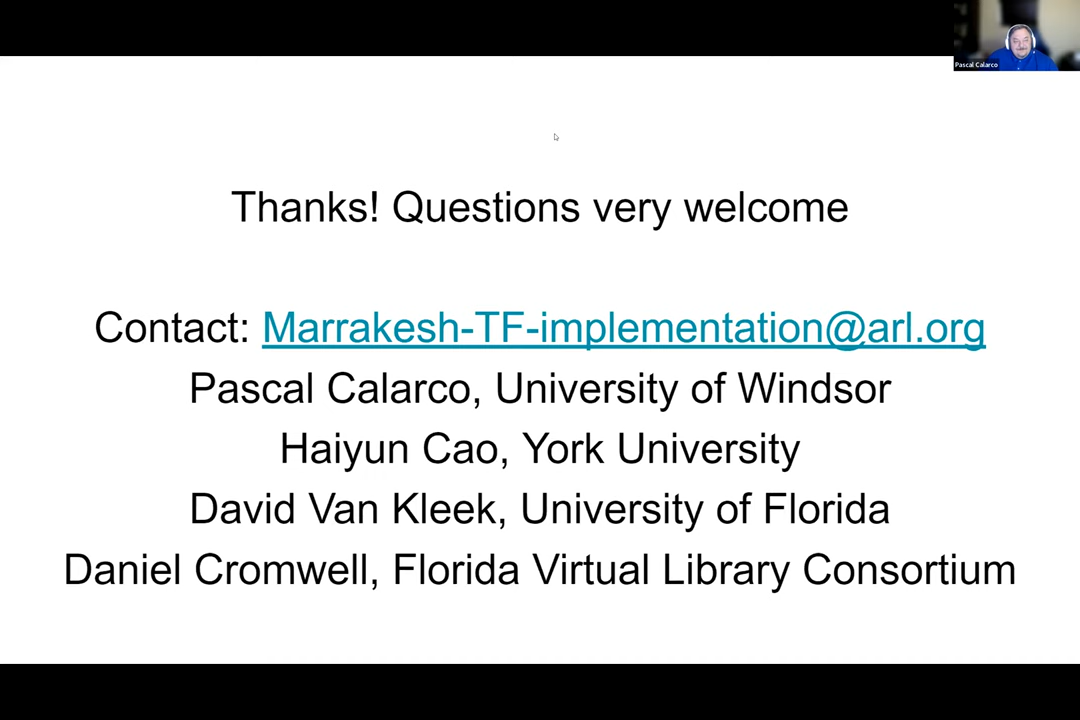 Pascal Calarco
Thanks! Questions very welcome
Contact: Marrakesh-TF-implementation@arl.org
Pascal Calarco, University of Windsor
Haiyun Cao, York University
David Van Kleek, University of Florida
Daniel Cromwell, Florida Virtual Library Consortium